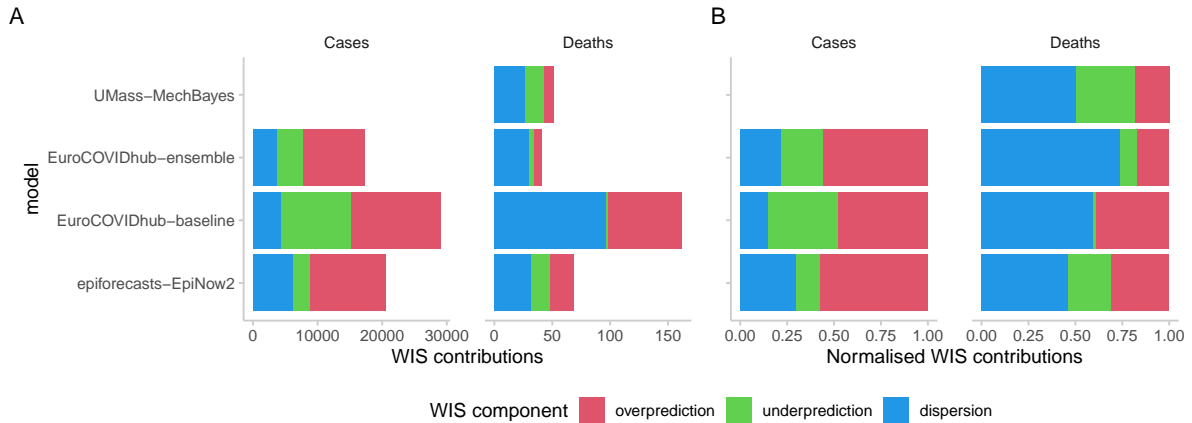 A
B
Cases
Deaths
Cases
Deaths
model
UMass−MechBayes
EuroCOVIDhub−ensemble
EuroCOVIDhub−baseline
epiforecasts−EpiNow2
0 10000 20000 30000
0 50 100 150
0.00 0.25 0.50 0.75 1.00
0.00 0.25 0.50 0.75 1.00
WIS contributions
Normalised WIS contributions
WIS component overprediction underprediction dispersion